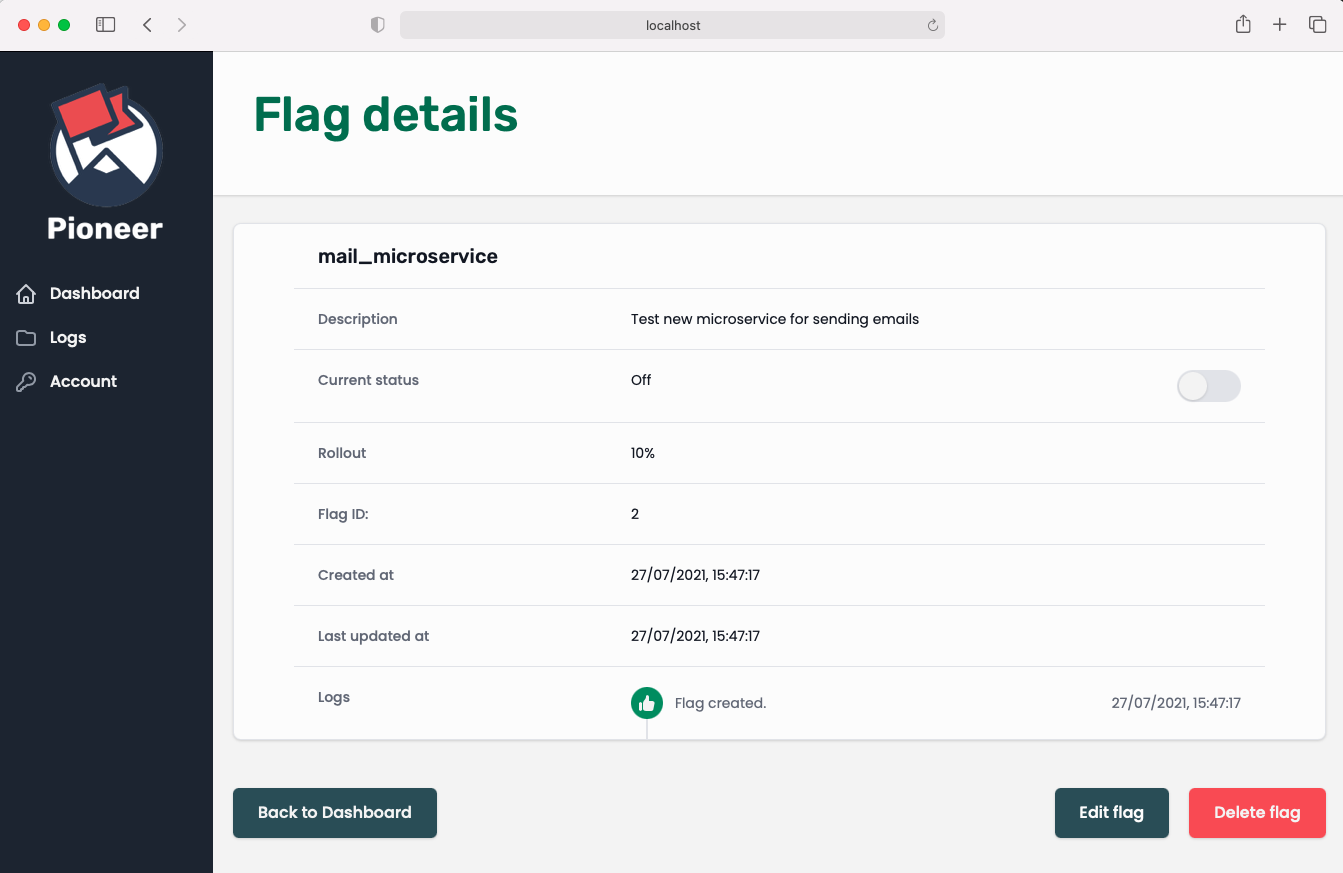 localhost
Pioneer
Dashboard
Logs
Account
Flag details
mail_microservice
Description Test new microservice for sending emails
Current status Off
Rollout 10%
Flag ID: 2
Created at 27/07/2021, 15:47:17
Last updated at 27/07/2021, 15:47:17
Logs Flag created. 27/07/2021, 15:47:17
Back to Dashboard Edit flag Delete flag